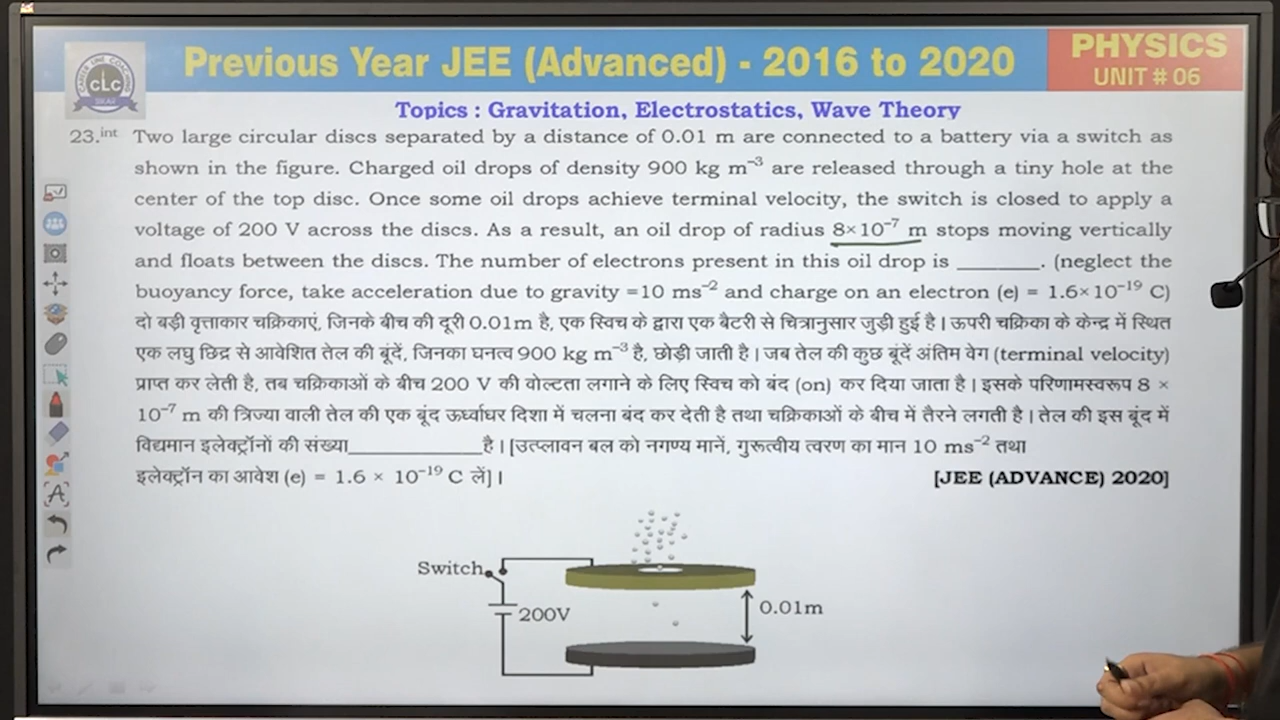 Previous Year JEE (Advanced) - 2016 to 2020
PHYSICS
UNIT # 06
CLC
Topics : Gravitation, Electrostatics, Wave Theory
23.int Two large circular discs separated by a distance of 0.01 m are connected to a battery via a switch as
shown in the figure. Charged oil drops of density 900 kg m⁻³ are released through a tiny hole at the
center of the top disc. Once some oil drops achieve terminal velocity, the switch is closed to apply a
voltage of 200 V across the discs. As a result, an oil drop of radius 8×10⁻⁷ m stops moving vertically
and floats between the discs. The number of electrons present in this oil drop is ________. (neglect the
buoyancy force, take acceleration due to gravity =10 ms⁻² and charge on an electron (e) = 1.6×10⁻¹⁹ C)
दो बड़ी वृत्ताकार चक्रिकाएं, जिनके बीच की दूरी 0.01m है, एक स्विच के द्वारा एक बैटरी से चित्रानुसार जुड़ी हुई है। ऊपरी चक्रिका के केन्द्र में स्थित
एक लघु छिद्र से आवेशित तेल की बूंदें, जिनका घनत्व 900 kg m⁻³ है, छोड़ी जाती है। जब तेल की कुछ बूंदें अंतिम वेग (terminal velocity)
प्राप्त कर लेती है, तब चक्रिकाओं के बीच 200 V की वोल्टता लगाने के लिए स्विच को बंद (on) कर दिया जाता है। इसके परिणामस्वरूप 8 ×
10⁻⁷ m की त्रिज्या वाली तेल की एक बूंद ऊर्ध्वाधर दिशा में चलना बंद कर देती है तथा चक्रिकाओं के बीच में तैरने लगती है। तेल की इस बूंद में
विद्यमान इलेक्ट्रॉनों की संख्या_____________है। [उत्प्लावन बल को नगण्य मानें, गुरूत्वीय त्वरण का मान 10 ms⁻² तथा
इलेक्ट्रॉन का आवेश (e) = 1.6 × 10⁻¹⁹ C लें]।
[JEE (ADVANCE) 2020]
Switch
200V
0.01m